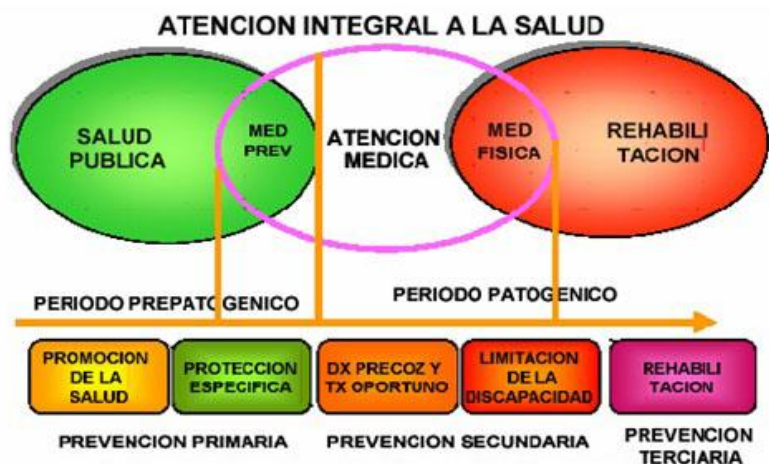 ATENCION INTEGRAL A LA SALUD
SALUD
PUBLICA
MED
PREV
ATENCION
MEDICA
MED
FISICA
REHABILI
TACION
PERIODO PREPATOGENICO
PERIODO PATOGENICO
PROMOCION
DE LA
SALUD
PROTECCION
ESPECIFICA
DX PRECOZ Y
TX OPORTUNO
LIMITACION
DE LA
DISCAPACIDAD
REHABILI
TACION
PREVENCION PRIMARIA
PREVENCION SECUNDARIA
PREVENCION
TERCIARIA